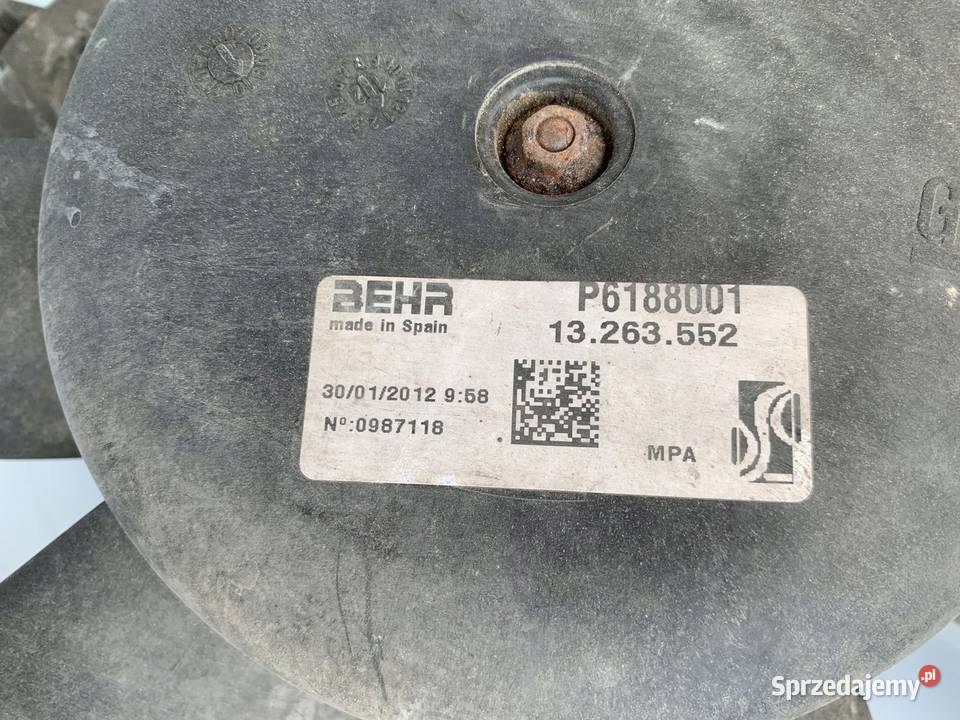 BEHR
made in Spain
P6188001
13.263.552
30/01/2012 9:58
Nº:0987118
MPA
G
Sprzedajemy.pl